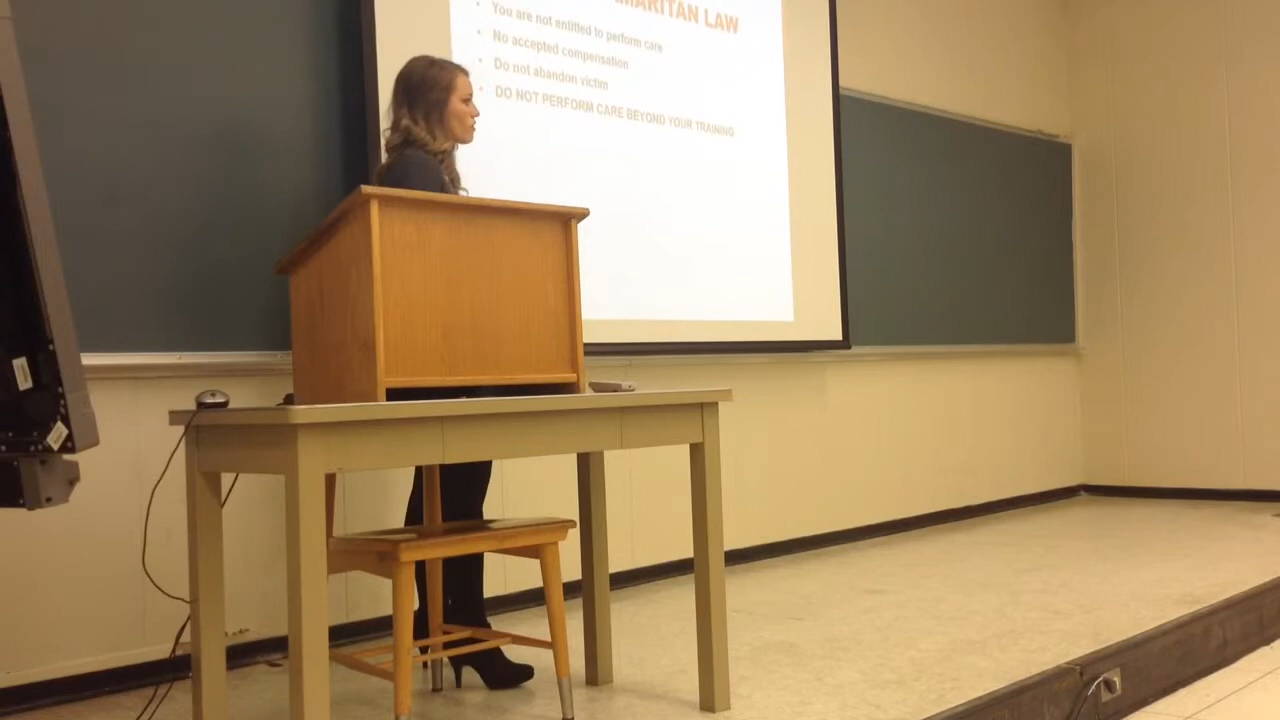 MARITAN LAW
You are not entitled to perform care
No accepted compensation
Do not abandon victim
DO NOT PERFORM CARE BEYOND YOUR TRAINING